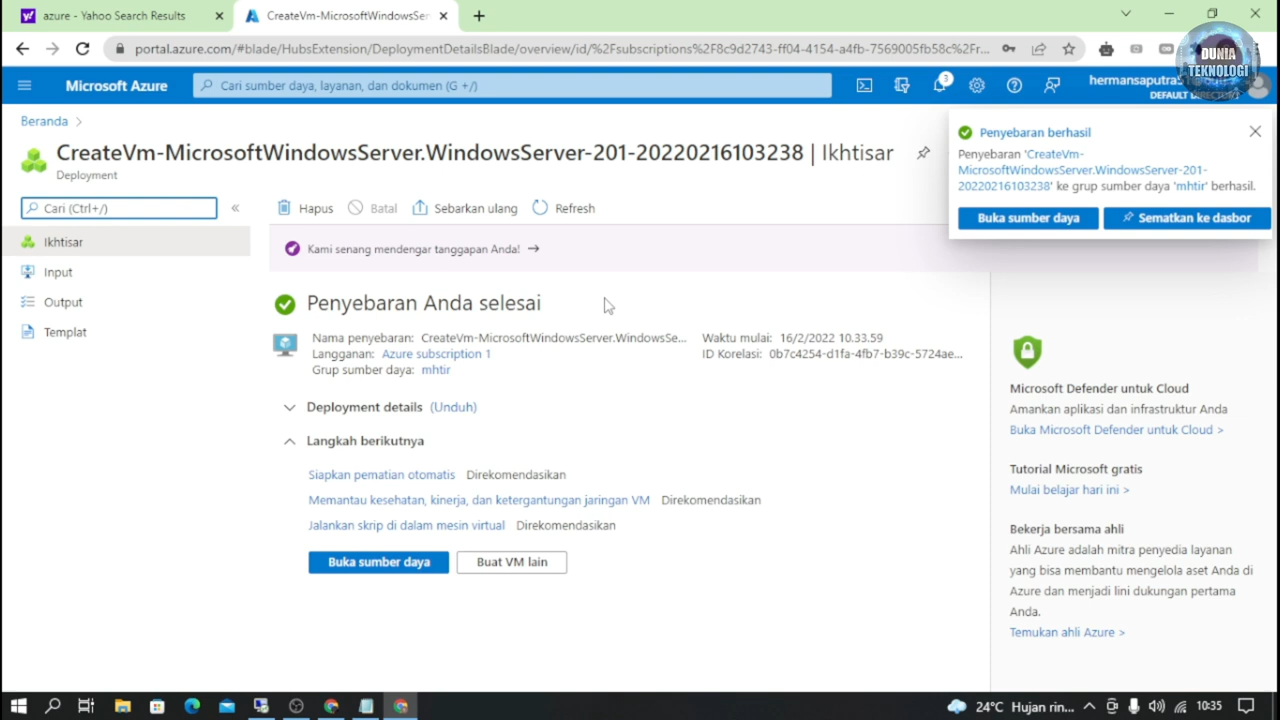 azure - Yahoo Search Results
CreateVm-MicrosoftWindowsServer
portal.azure.com/#blade/HubsExtension/DeploymentDetailsBlade/overview/id/%2Fsubscriptions%2F8c9d2743-ff04-4154-a4fb-7569005fb58c%2Fr...
DUNIA
TEKNOLOGI
Microsoft Azure
Cari sumber daya, layanan, dan dokumen (G +/)
3
hermansaputra
DEFAULT
Beranda
CreateVm-MicrosoftWindowsServer.WindowsServer-201-20220216103238 | Ikhtisar
Deployment
Penyebaran berhasil
Penyebaran 'CreateVm-
MicrosoftWindowsServer.WindowsServer-201-
20220216103238' ke grup sumber daya 'mhtir' berhasil.
Buka sumber daya
Sematkan ke dasbor
Cari (Ctrl+/)
Hapus
Batal
Sebarkan ulang
Refresh
Ikhtisar
Input
Output
Templat
Kami senang mendengar tanggapan Anda! →
Penyebaran Anda selesai
Nama penyebaran: CreateVm-MicrosoftWindowsServer.WindowsSe...
Langganan: Azure subscription 1
Grup sumber daya: mhtir
Waktu mulai: 16/2/2022 10.33.59
ID Korelasi: 0b7c4254-d1fa-4fb7-b39c-5724ae...
Deployment details (Unduh)
Langkah berikutnya
Siapkan pematian otomatis Direkomendasikan
Memantau kesehatan, kinerja, dan ketergantungan jaringan VM Direkomendasikan
Jalankan skrip di dalam mesin virtual Direkomendasikan
Buka sumber daya
Buat VM lain
Microsoft Defender untuk Cloud
Amankan aplikasi dan infrastruktur Anda
Buka Microsoft Defender untuk Cloud >
Tutorial Microsoft gratis
Mulai belajar hari ini >
Bekerja bersama ahli
Ahli Azure adalah mitra penyedia layanan
yang bisa membantu mengelola aset Anda di
Azure dan menjadi lini dukungan pertama
Anda.
Temukan ahli Azure >
24°C Hujan rin...
10:35